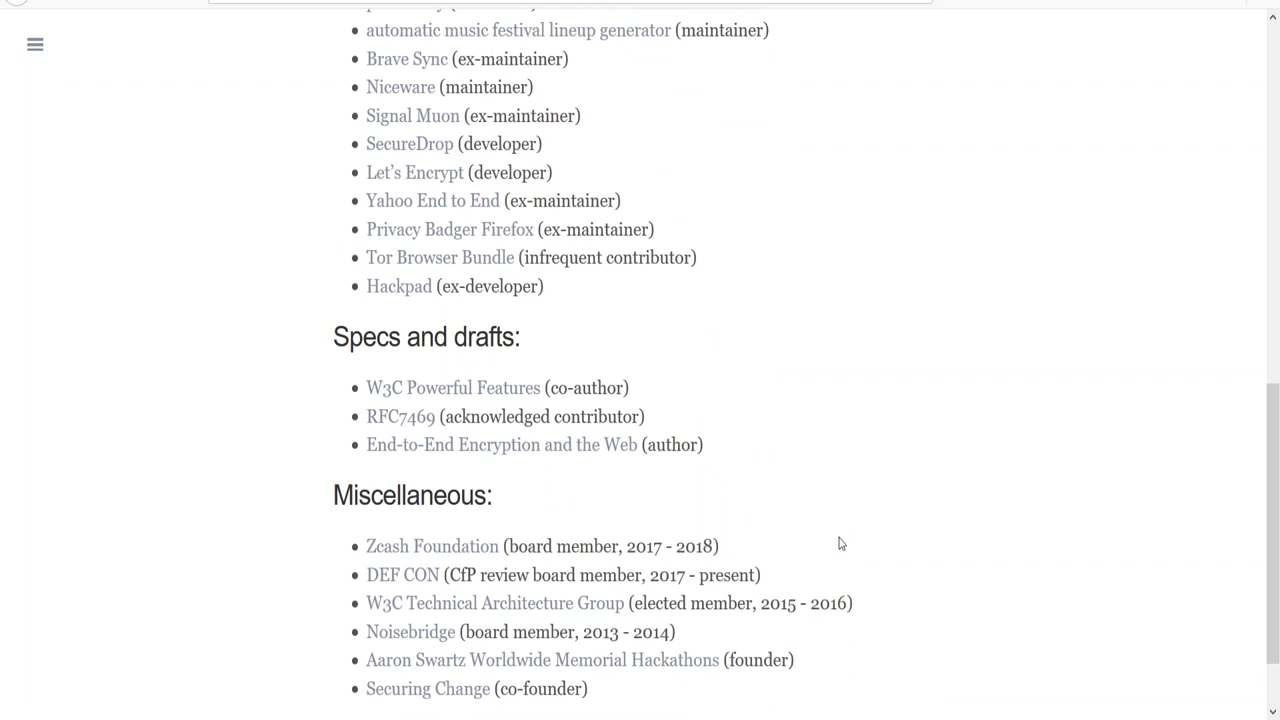 automatic music festival lineup generator (maintainer)
Brave Sync (ex-maintainer)
Niceware (maintainer)
Signal Muon (ex-maintainer)
SecureDrop (developer)
Let’s Encrypt (developer)
Yahoo End to End (ex-maintainer)
Privacy Badger Firefox (ex-maintainer)
Tor Browser Bundle (infrequent contributor)
Hackpad (ex-developer)
Specs and drafts:
W3C Powerful Features (co-author)
RFC7469 (acknowledged contributor)
End-to-End Encryption and the Web (author)
Miscellaneous:
Zcash Foundation (board member, 2017 - 2018)
DEF CON (CfP review board member, 2017 - present)
W3C Technical Architecture Group (elected member, 2015 - 2016)
Noisebridge (board member, 2013 - 2014)
Aaron Swartz Worldwide Memorial Hackathons (founder)
Securing Change (co-founder)